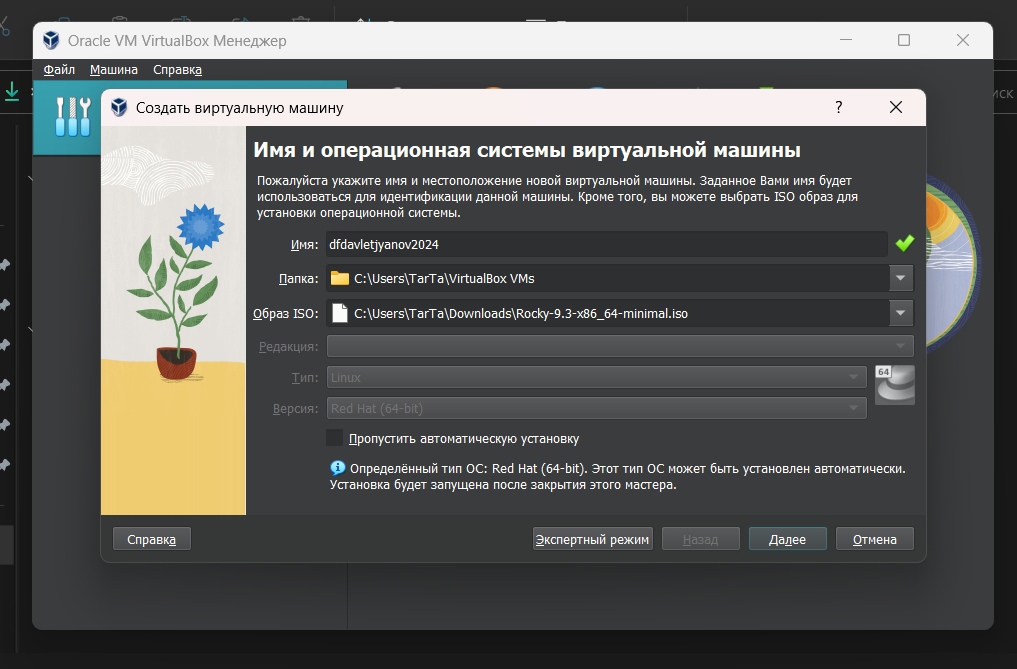 Oracle VM VirtualBox Менеджер
Файл Машина Справка
иск
Создать виртуальную машину ?
Имя и операционная системы виртуальной машины
Пожалуйста укажите имя и местоположение новой виртуальной машины. Заданное Вами имя будет
использоваться для идентификации данной машины. Кроме того, вы можете выбрать ISO образ для
установки операционной системы.
Имя: dfdavletjyanov2024
Папка: C:\Users\TarTa\VirtualBox VMs
Образ ISO: C:\Users\TarTa\Downloads\Rocky-9.3-x86_64-minimal.iso
Редакция:
Тип: Linux
64
Версия: Red Hat (64-bit)
Пропустить автоматическую установку
Определённый тип ОС: Red Hat (64-bit). Этот тип ОС может быть установлен автоматически.
Установка будет запущена после закрытия этого мастера.
Справка Экспертный режим Назад Далее Отмена